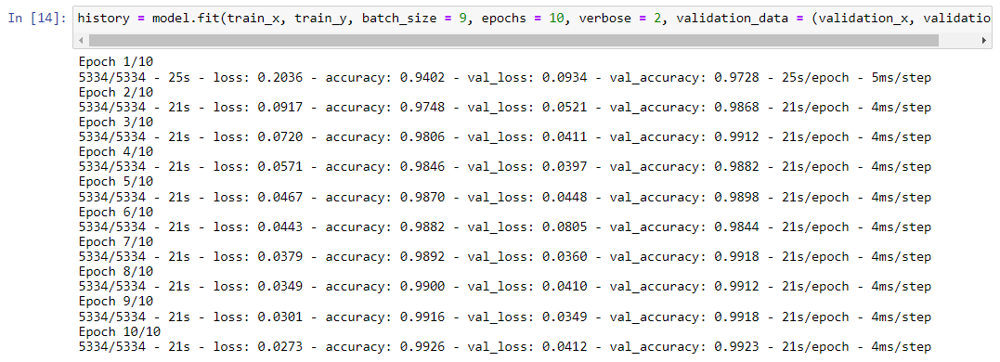 In [14]: history = model.fit(train_x, train_y, batch_size = 9, epochs = 10, verbose = 2, validation_data = (validation_x, validatio
Epoch 1/10
5334/5334 - 25s - loss: 0.2036 - accuracy: 0.9402 - val_loss: 0.0934 - val_accuracy: 0.9728 - 25s/epoch - 5ms/step
Epoch 2/10
5334/5334 - 21s - loss: 0.0917 - accuracy: 0.9748 - val_loss: 0.0521 - val_accuracy: 0.9868 - 21s/epoch - 4ms/step
Epoch 3/10
5334/5334 - 21s - loss: 0.0720 - accuracy: 0.9806 - val_loss: 0.0411 - val_accuracy: 0.9912 - 21s/epoch - 4ms/step
Epoch 4/10
5334/5334 - 21s - loss: 0.0571 - accuracy: 0.9846 - val_loss: 0.0397 - val_accuracy: 0.9882 - 21s/epoch - 4ms/step
Epoch 5/10
5334/5334 - 21s - loss: 0.0467 - accuracy: 0.9870 - val_loss: 0.0448 - val_accuracy: 0.9898 - 21s/epoch - 4ms/step
Epoch 6/10
5334/5334 - 21s - loss: 0.0443 - accuracy: 0.9882 - val_loss: 0.0805 - val_accuracy: 0.9844 - 21s/epoch - 4ms/step
Epoch 7/10
5334/5334 - 21s - loss: 0.0379 - accuracy: 0.9892 - val_loss: 0.0360 - val_accuracy: 0.9918 - 21s/epoch - 4ms/step
Epoch 8/10
5334/5334 - 21s - loss: 0.0349 - accuracy: 0.9900 - val_loss: 0.0410 - val_accuracy: 0.9912 - 21s/epoch - 4ms/step
Epoch 9/10
5334/5334 - 21s - loss: 0.0301 - accuracy: 0.9916 - val_loss: 0.0349 - val_accuracy: 0.9918 - 21s/epoch - 4ms/step
Epoch 10/10
5334/5334 - 21s - loss: 0.0273 - accuracy: 0.9926 - val_loss: 0.0412 - val_accuracy: 0.9923 - 21s/epoch - 4ms/step